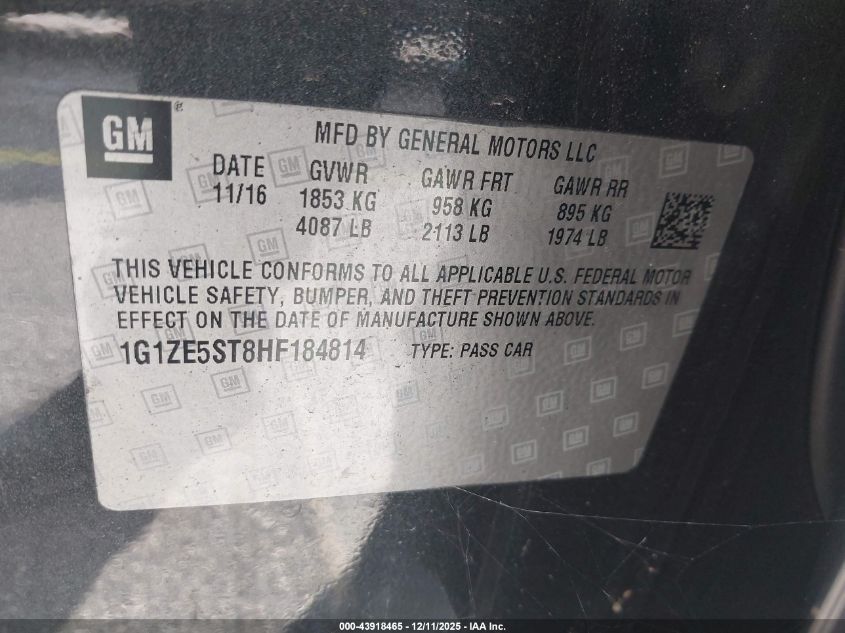 GM
MFD BY GENERAL MOTORS LLC
DATE GVWR GAWR FRT GAWR RR
11/16 1853 KG 958 KG 895 KG
4087 LB 2113 LB 1974 LB
THIS VEHICLE CONFORMS TO ALL APPLICABLE U.S. FEDERAL MOTOR
VEHICLE SAFETY, BUMPER, AND THEFT PREVENTION STANDARDS IN
EFFECT ON THE DATE OF MANUFACTURE SHOWN ABOVE.
1G1ZE5ST8HF184814 TYPE: PASS CAR
000-43918465 - 12/11/2025 - IAA Inc.